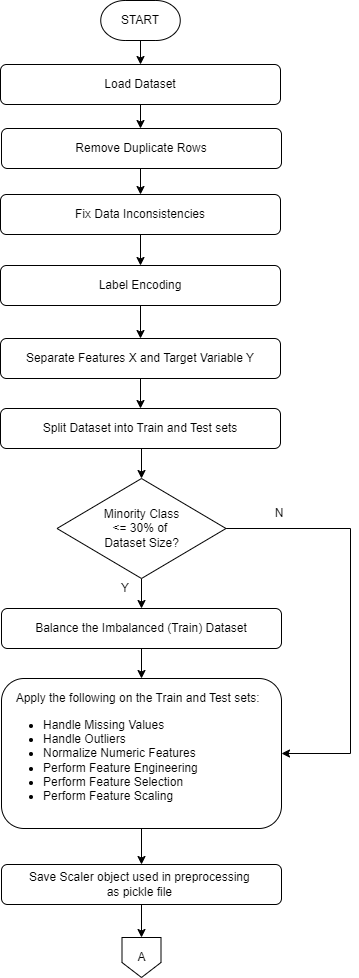 START
Load Dataset
Remove Duplicate Rows
Fix Data Inconsistencies
Label Encoding
Separate Features X and Target Variable Y
Split Dataset into Train and Test sets
Minority Class
<= 30% of
Dataset Size?
N
Y
Balance the Imbalanced (Train) Dataset
Apply the following on the Train and Test sets:
• Handle Missing Values
• Handle Outliers
• Normalize Numeric Features
• Perform Feature Engineering
• Perform Feature Selection
• Perform Feature Scaling
Save Scaler object used in preprocessing
as pickle file
A